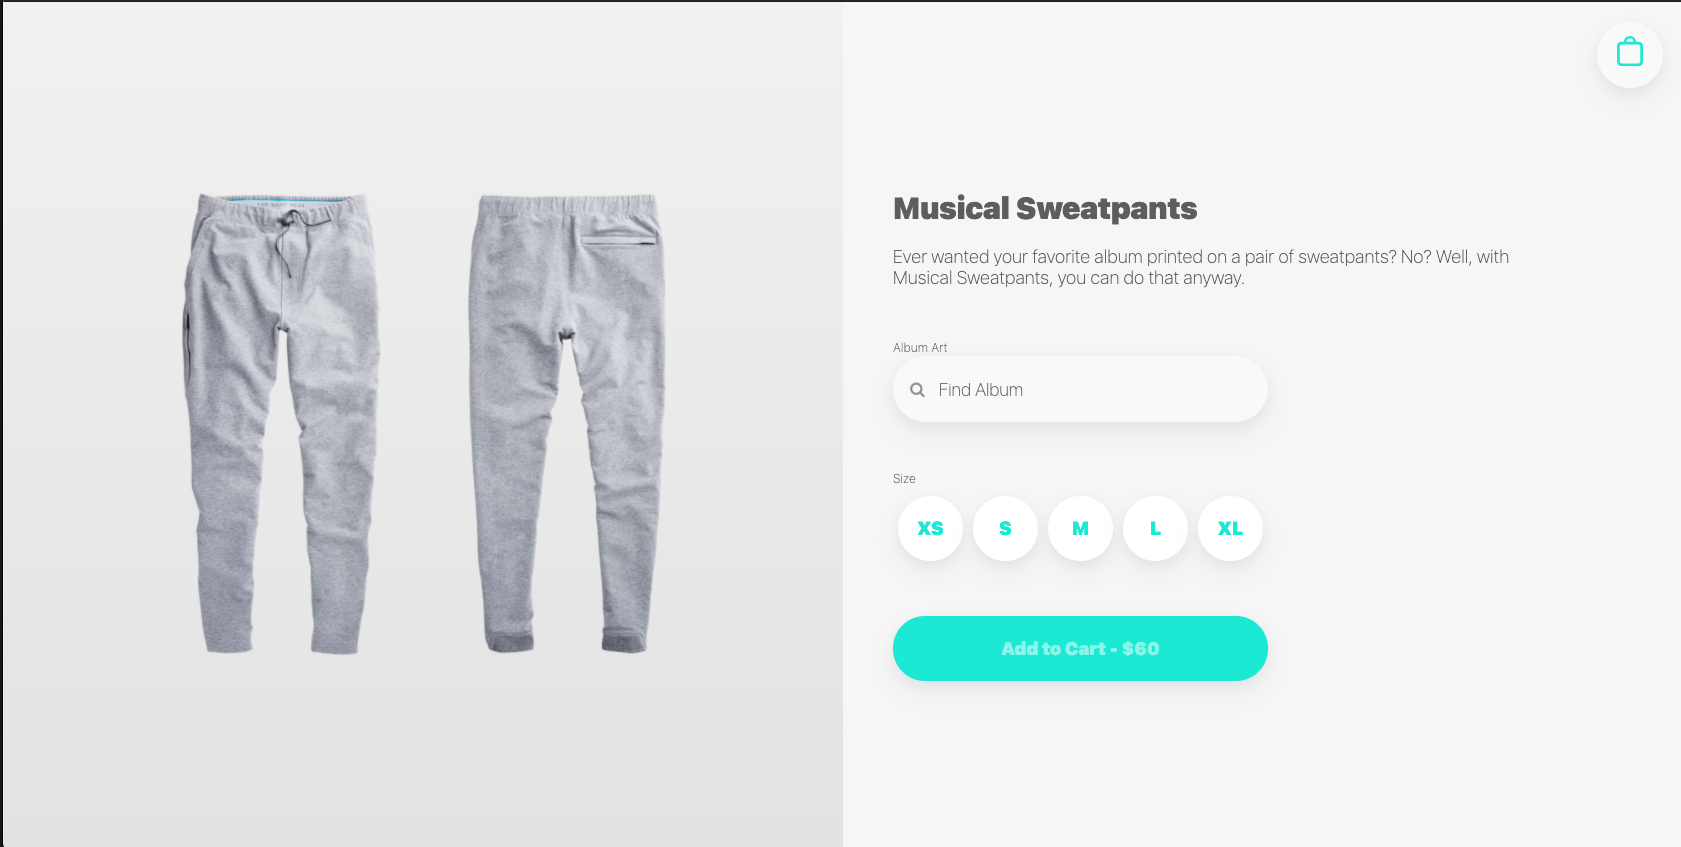 Musical Sweatpants
Ever wanted your favorite album printed on a pair of sweatpants? No? Well, with
Musical Sweatpants, you can do that anyway.
Album Art
Find Album
Size
XS S M L XL
Add to Cart - $60